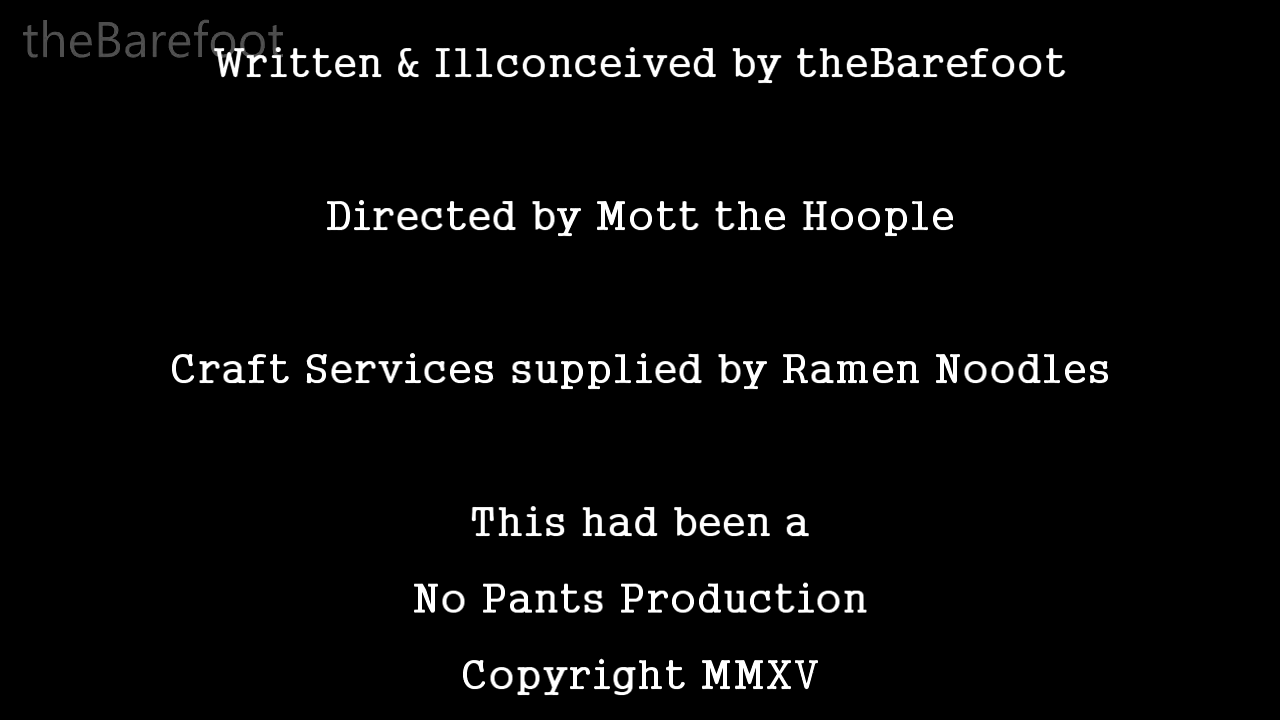 theBarefoot
Written & Illconceived by theBarefoot
Directed by Mott the Hoople
Craft Services supplied by Ramen Noodles
This had been a
No Pants Production
Copyright MMXV